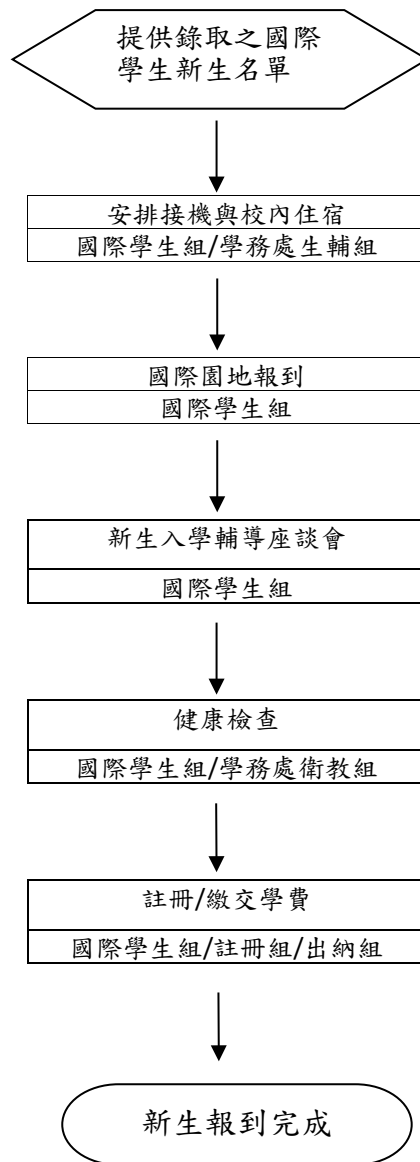 提供錄取之國際
學生新生名單
安排接機與校內住宿
國際學生組/學務處生輔組
國際園地報到
國際學生組
新生入學輔導座談會
國際學生組
健康檢查
國際學生組/學務處衛教組
註冊/繳交學費
國際學生組/註冊組/出納組
新生報到完成